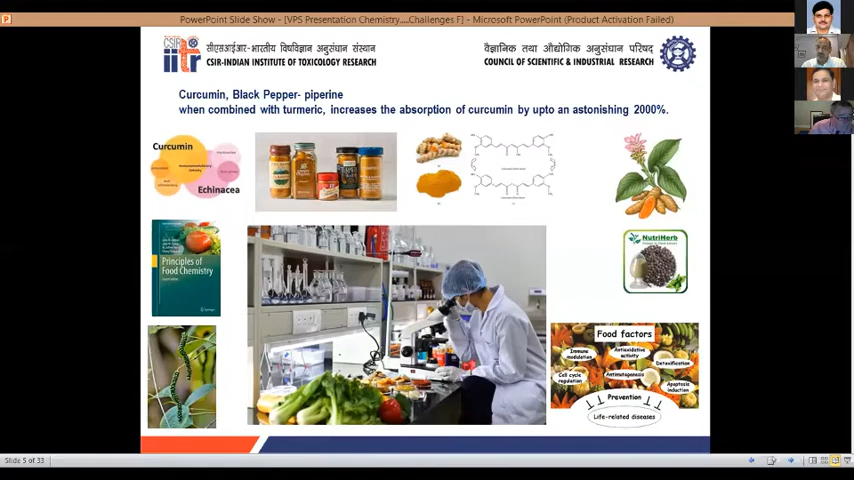 PowerPoint Slide Show - [VPS Presentation Chemistry....Challenges F] - Microsoft PowerPoint (Product Activation Failed)
CSIR
iitr
सीएसआईआर-भारतीय विषविज्ञान अनुसंधान संस्थान
CSIR-INDIAN INSTITUTE OF TOXICOLOGY RESEARCH
वैज्ञानिक तथा औद्योगिक अनुसंधान परिषद्
COUNCIL OF SCIENTIFIC & INDUSTRIAL RESEARCH
Curcumin, Black Pepper- piperine
when combined with turmeric, increases the absorption of curcumin by upto an astonishing 2000%.
Curcumin
Echinacea
Principles of
Food Chemistry
NutriHerb
Food factors
Immune
modulation
Antioxidative
activity
Detoxification
Cell cycle
regulation
Antimutagenesis
Apoptosis
induction
Prevention
Life-related diseases
Slide 5 of 33